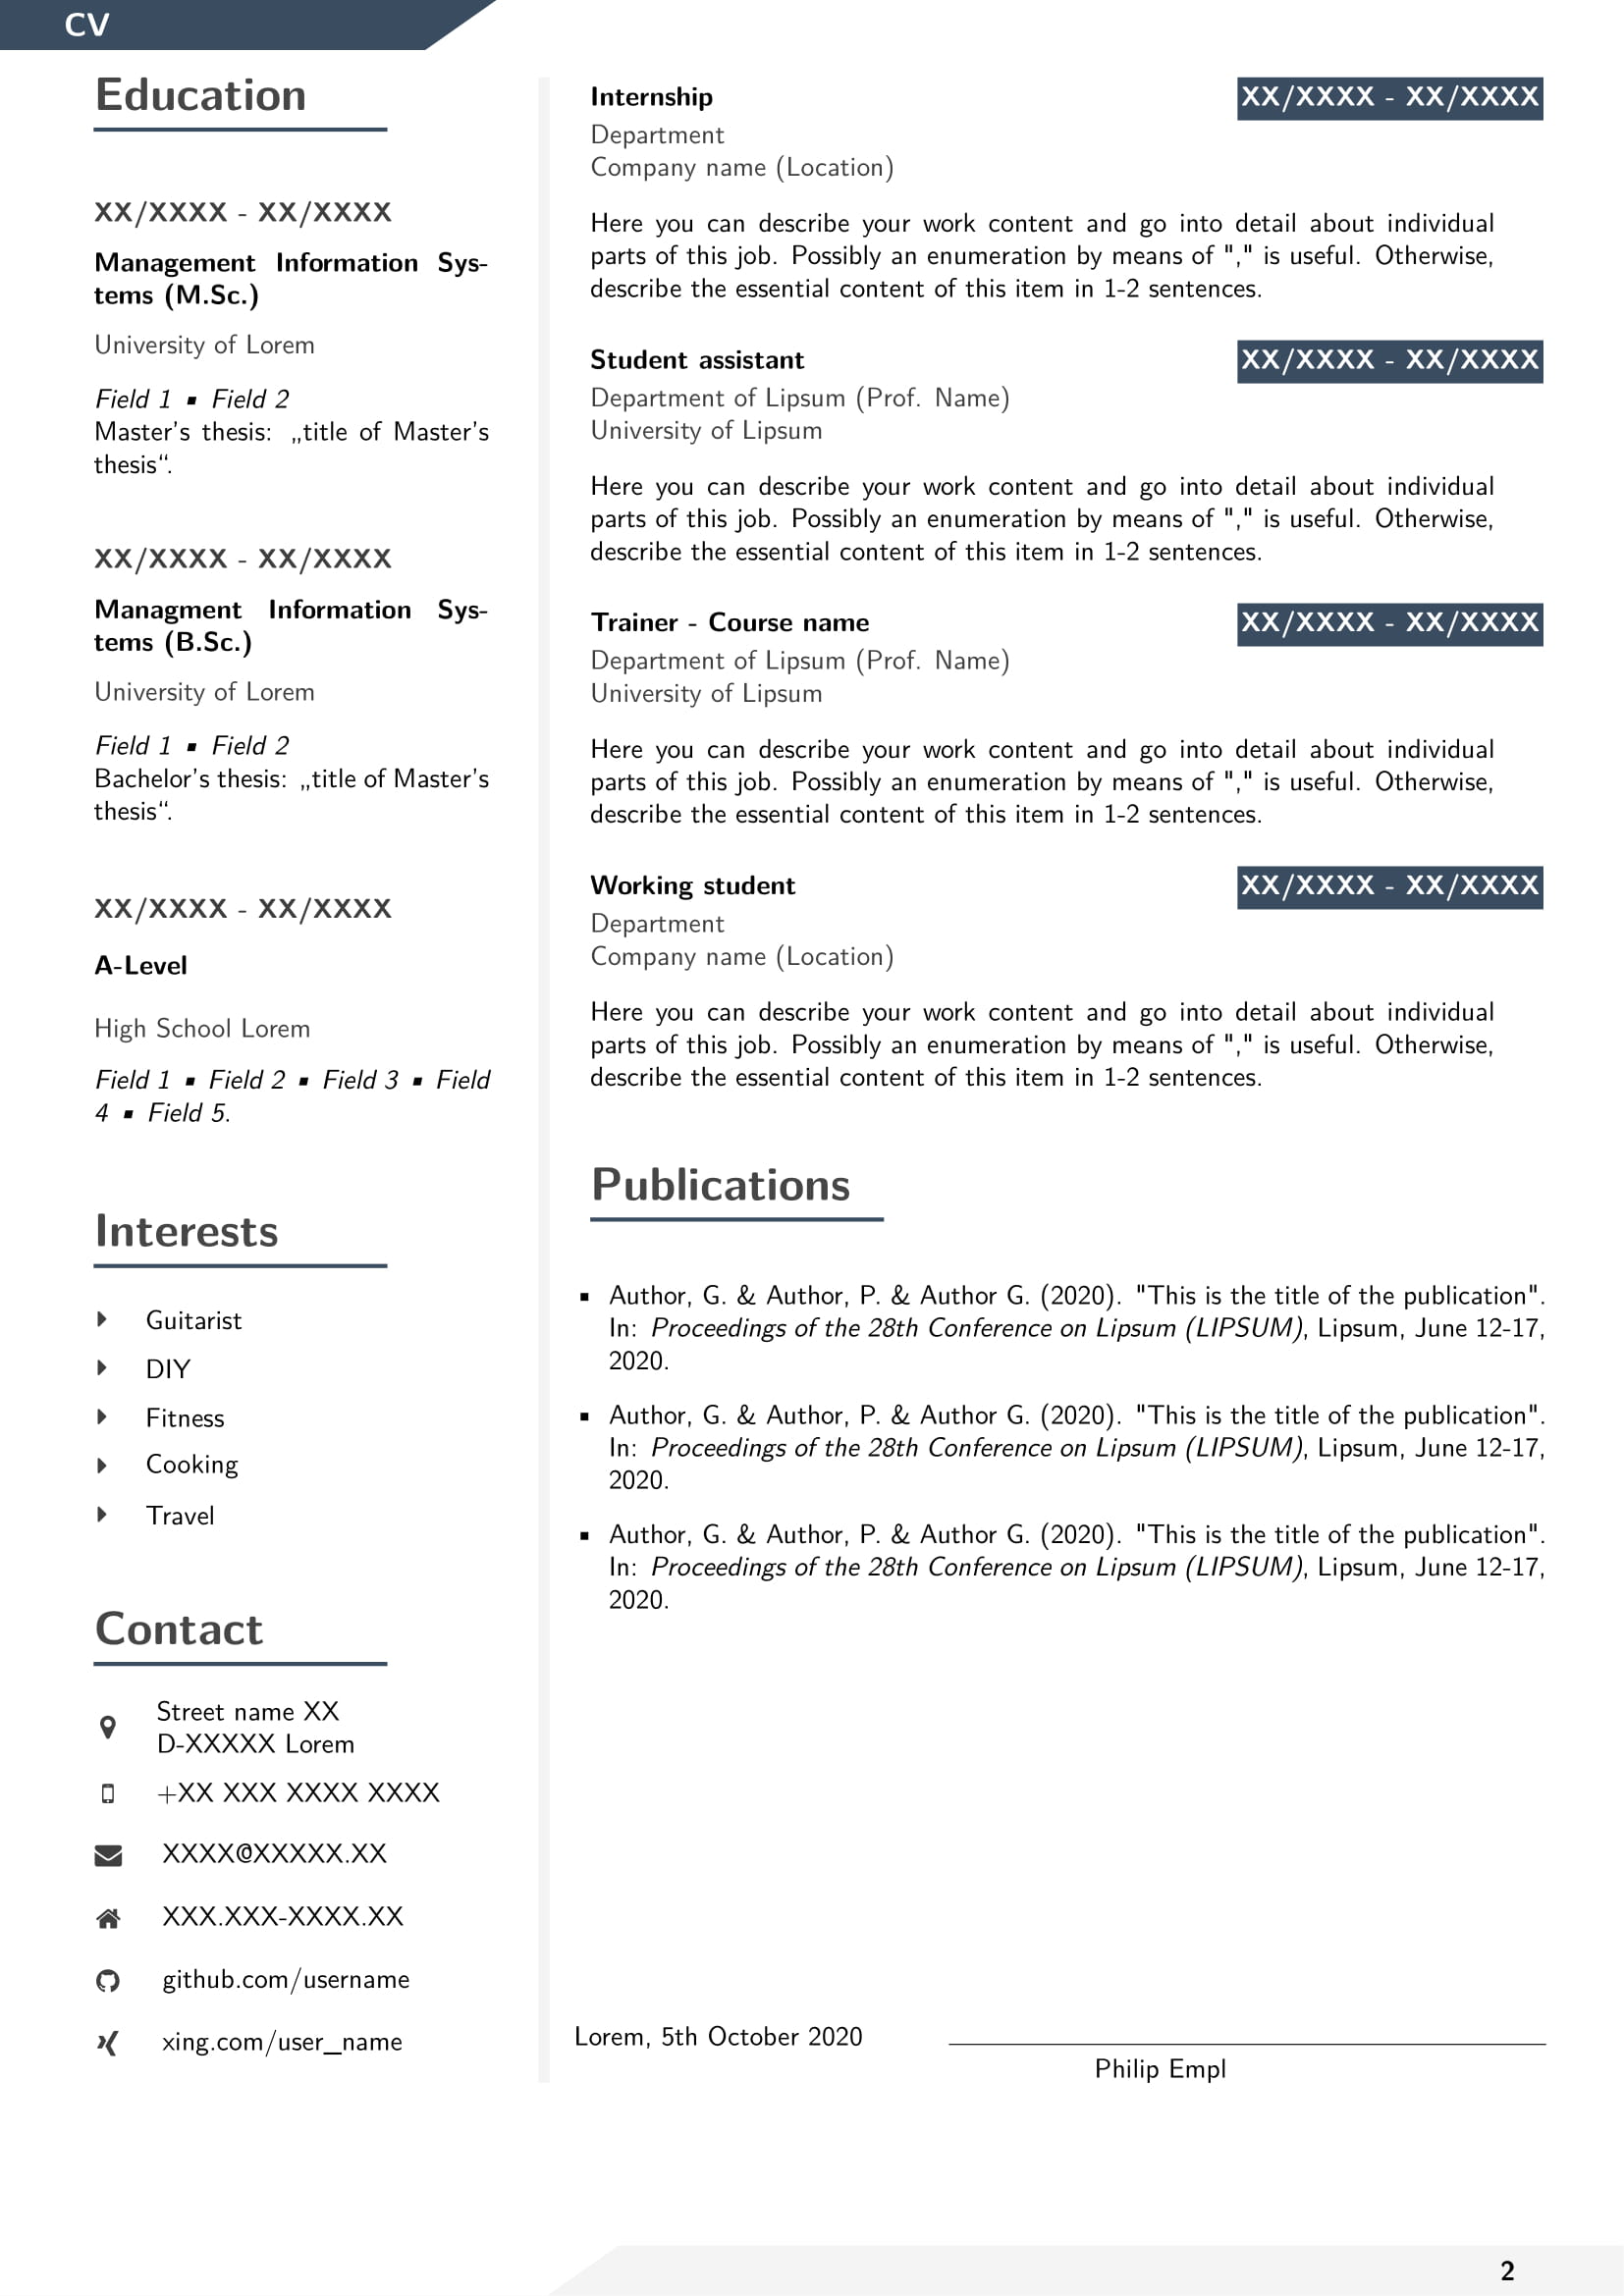 CV
Education
XX/XXXX - XX/XXXX
Management Information Sys-
tems (M.Sc.)
University of Lorem
Field 1 ▪ Field 2
Master's thesis: „title of Master's
thesis“.
XX/XXXX - XX/XXXX
Managment Information Sys-
tems (B.Sc.)
University of Lorem
Field 1 ▪ Field 2
Bachelor's thesis: „title of Master's
thesis“.
XX/XXXX - XX/XXXX
A-Level
High School Lorem
Field 1 ▪ Field 2 ▪ Field 3 ▪ Field
4 ▪ Field 5.
Interests
Guitarist
DIY
Fitness
Cooking
Travel
Contact
Street name XX
D-XXXXX Lorem
+XX XXX XXXX XXXX
XXXX@XXXXX.XX
XXX.XXX-XXXX.XX
github.com/username
xing.com/user_name
Internship XX/XXXX - XX/XXXX
Department
Company name (Location)
Here you can describe your work content and go into detail about individual
parts of this job. Possibly an enumeration by means of "," is useful. Otherwise,
describe the essential content of this item in 1-2 sentences.
Student assistant XX/XXXX - XX/XXXX
Department of Lipsum (Prof. Name)
University of Lipsum
Here you can describe your work content and go into detail about individual
parts of this job. Possibly an enumeration by means of "," is useful. Otherwise,
describe the essential content of this item in 1-2 sentences.
Trainer - Course name XX/XXXX - XX/XXXX
Department of Lipsum (Prof. Name)
University of Lipsum
Here you can describe your work content and go into detail about individual
parts of this job. Possibly an enumeration by means of "," is useful. Otherwise,
describe the essential content of this item in 1-2 sentences.
Working student XX/XXXX - XX/XXXX
Department
Company name (Location)
Here you can describe your work content and go into detail about individual
parts of this job. Possibly an enumeration by means of "," is useful. Otherwise,
describe the essential content of this item in 1-2 sentences.
Publications
▪ Author, G. & Author, P. & Author G. (2020). "This is the title of the publication".
In: Proceedings of the 28th Conference on Lipsum (LIPSUM), Lipsum, June 12-17,
2020.
▪ Author, G. & Author, P. & Author G. (2020). "This is the title of the publication".
In: Proceedings of the 28th Conference on Lipsum (LIPSUM), Lipsum, June 12-17,
2020.
▪ Author, G. & Author, P. & Author G. (2020). "This is the title of the publication".
In: Proceedings of the 28th Conference on Lipsum (LIPSUM), Lipsum, June 12-17,
2020.
Lorem, 5th October 2020
Philip Empl
2